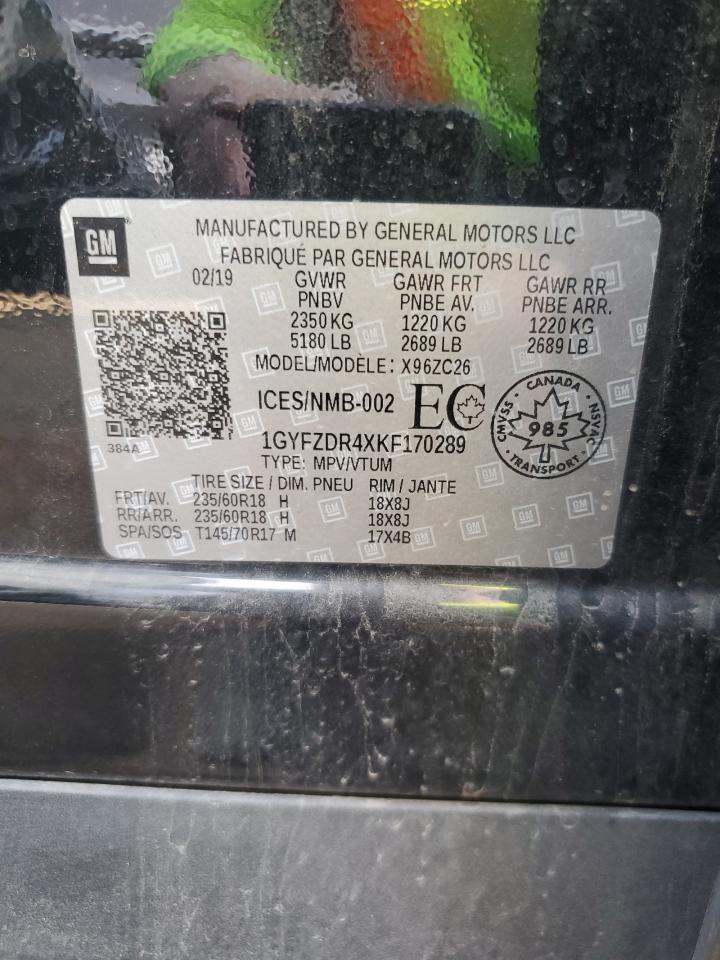 GM
MANUFACTURED BY GENERAL MOTORS LLC
FABRIQUÉ PAR GENERAL MOTORS LLC
02/19 GVWR GAWR FRT GAWR RR
PNBV PNBE AV. PNBE ARR.
2350 KG 1220 KG 1220 KG
5180 LB 2689 LB 2689 LB
MODEL/MODÈLE: X96ZC26
ICES/NMB-002 EC
CANADA
CMVSS 985 NSVAC
TRANSPORT
384A 1GYFZDR4XKF170289
TYPE: MPV/VTUM
TIRE SIZE / DIM. PNEU RIM / JANTE
FRT/AV. 235/60R18 H 18X8J
RR/ARR. 235/60R18 H 18X8J
SPA/SOS T145/70R17 M 17X4B